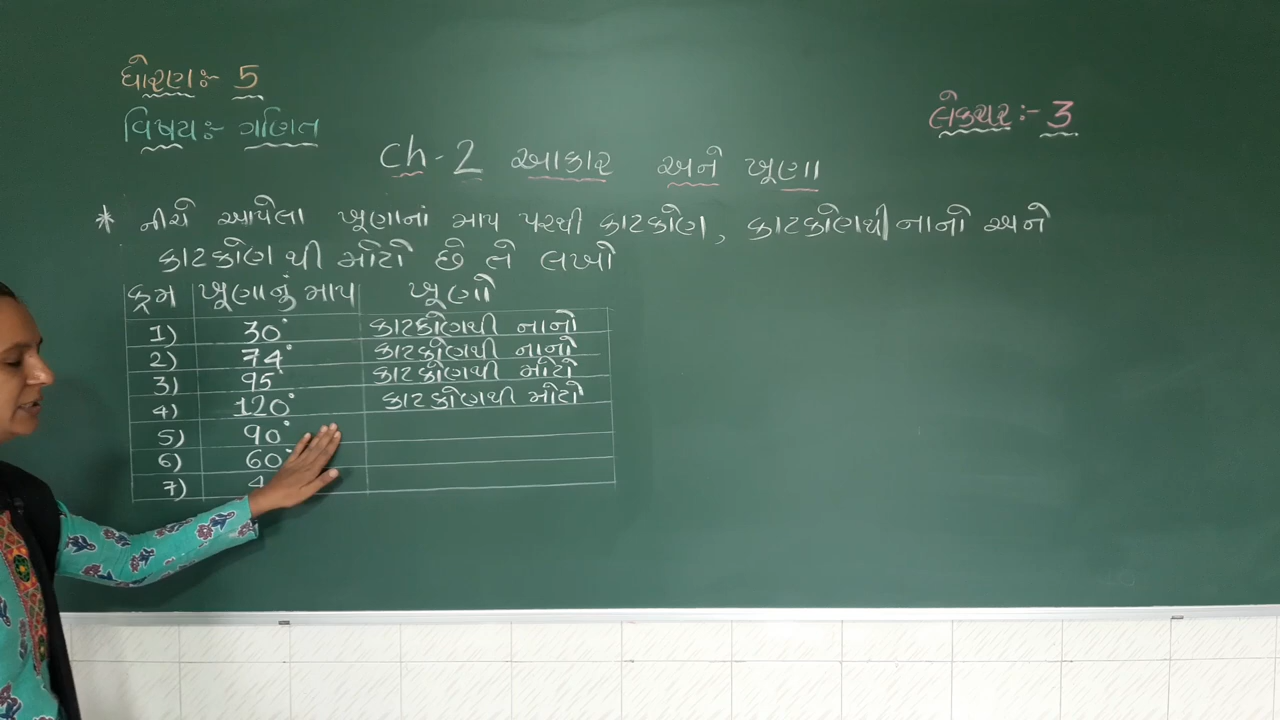 ધોરણ:- 5
વિષય:- ગણિત
લેક્ચર:- 3
Ch-2 આકાર અને ખૂણા
* નીચે આપેલા ખૂણાનાં માપ પરથી કાટકોણ, કાટકોણથી નાનો અને
કાટકોણ થી મોટો છે તે લખો
ક્રમ ખૂણાનું માપ ખૂણો
1) 30° કાટકોણથી નાનો
2) 74° કાટકોણથી નાનો
3) 95° કાટકોણથી મોટો
4) 120° કાટકોણથી મોટો
5) 90°
6) 60°
7)